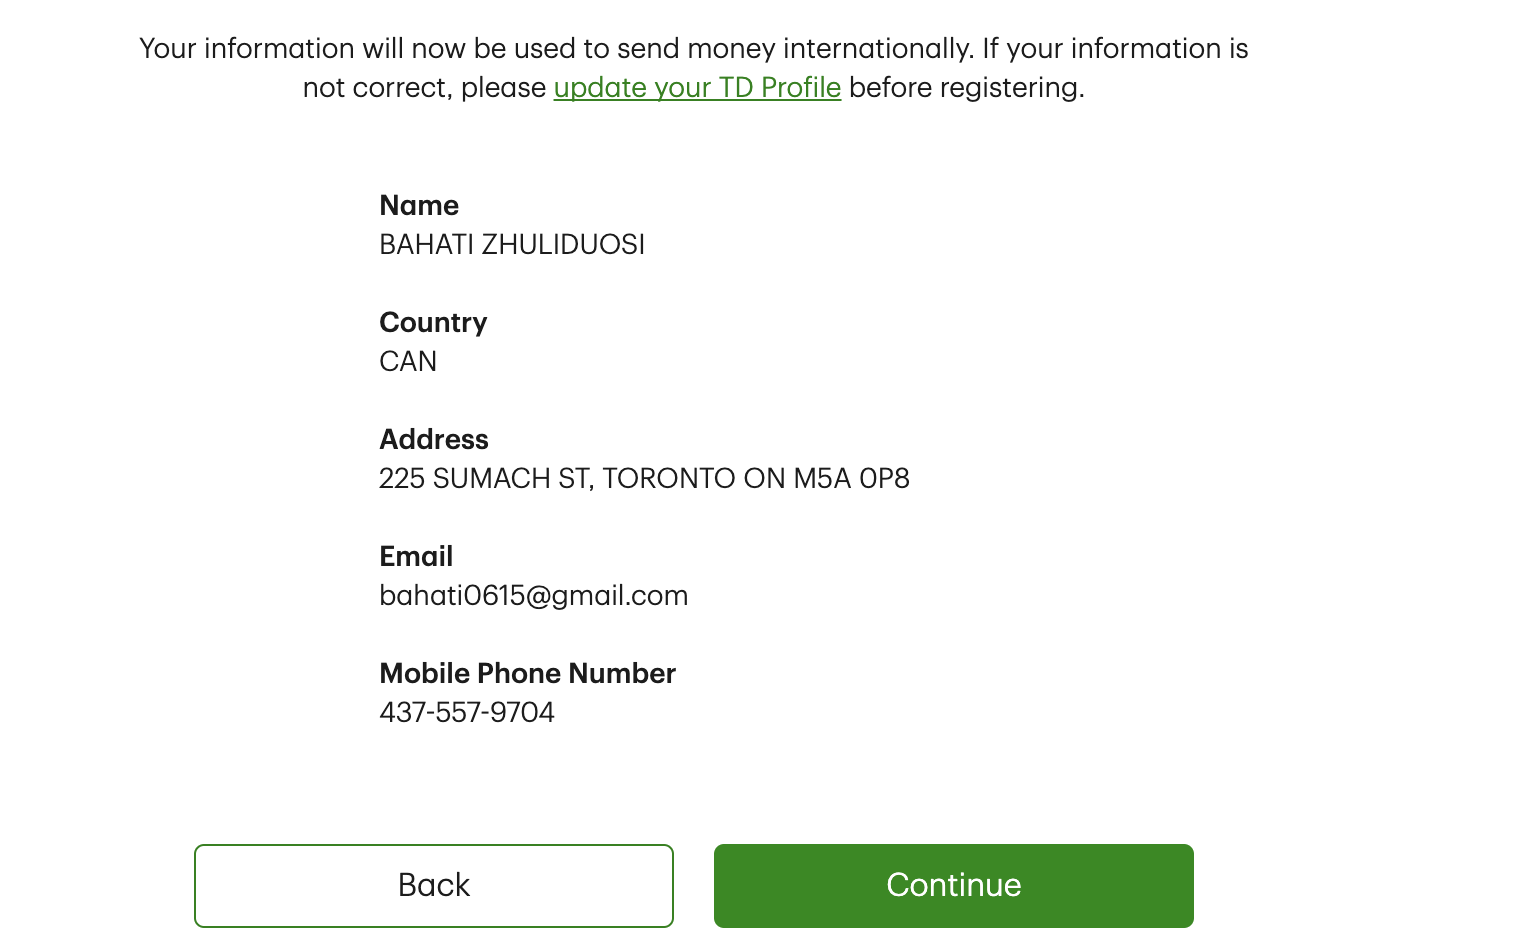 Your information will now be used to send money internationally. If your information is
not correct, please update your TD Profile before registering.
Name
BAHATI ZHULIDUOSI
Country
CAN
Address
225 SUMACH ST, TORONTO ON M5A 0P8
Email
bahati0615@gmail.com
Mobile Phone Number
437-557-9704
Back
Continue